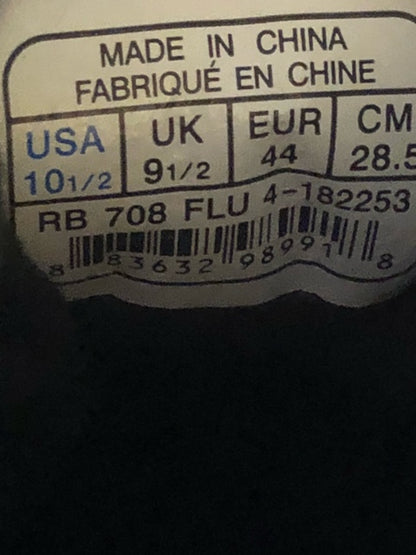 MADE IN CHINA
FABRIQUÉ EN CHINE
USA UK EUR CM
10 1/2 9 1/2 44 28.5
RB 708 FLU 4-182253
8 83632 98991 8